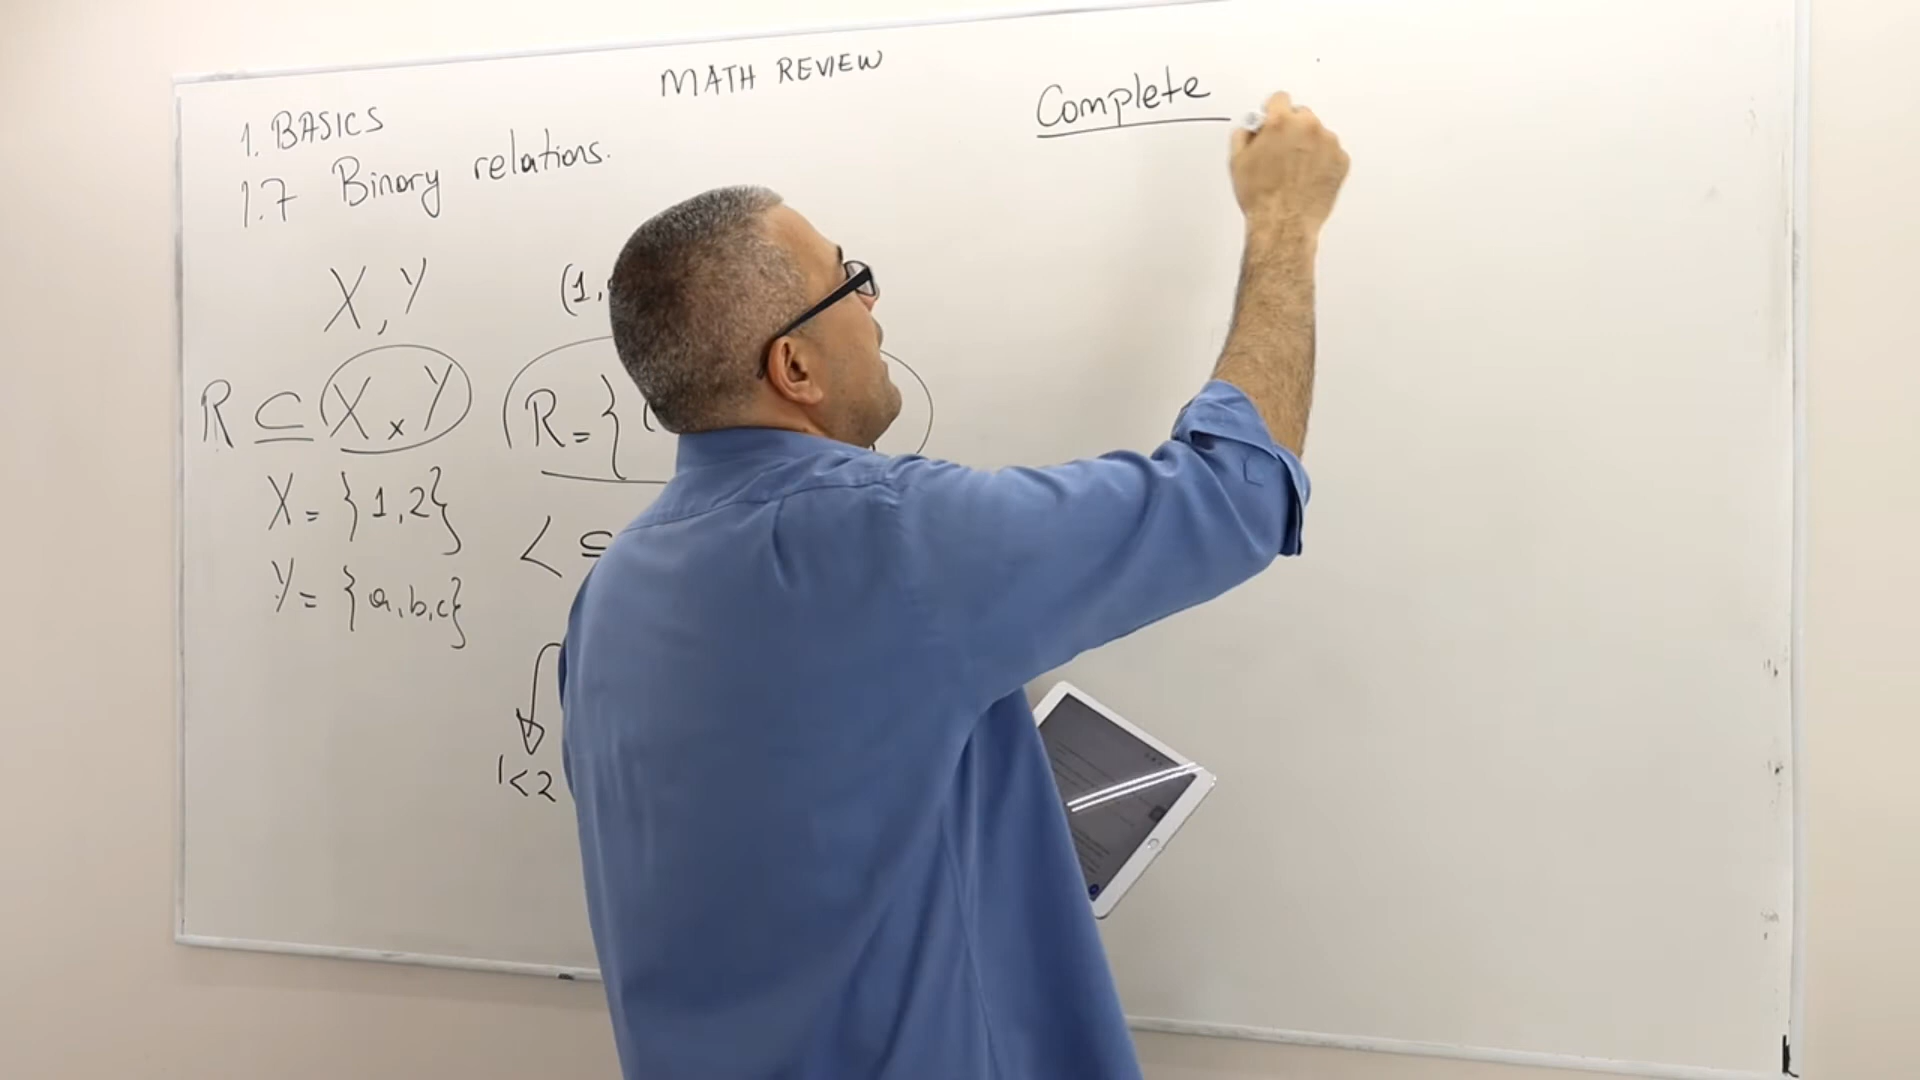 MATH REVIEW
1. BASICS
1.7 Binary relations.
X, Y
R ⊆ X × Y
X = {1,2}
Y = {a,b,c}
(1,
R = {(
< ⊆
1<2
Complete